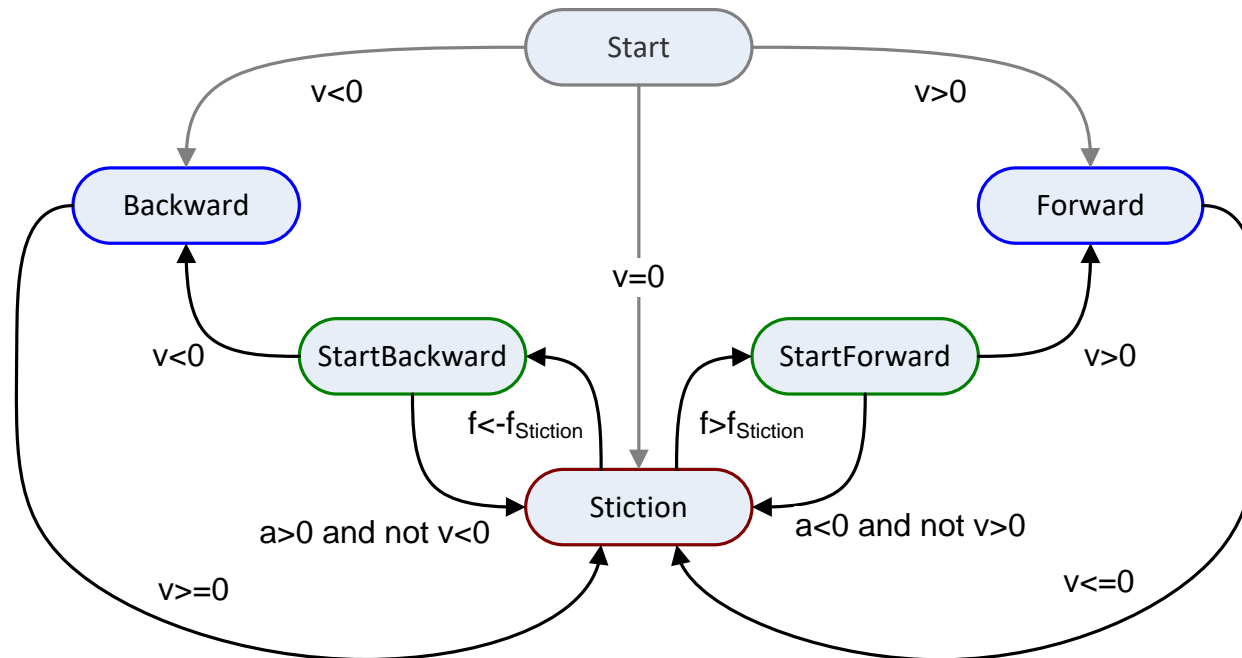 Start
v<0
v>0
Backward
Forward
v=0
StartBackward
StartForward
v<0
v>0
f<-fStiction
f>fStiction
Stiction
a>0 and not v<0
a<0 and not v>0
v>=0
v<=0